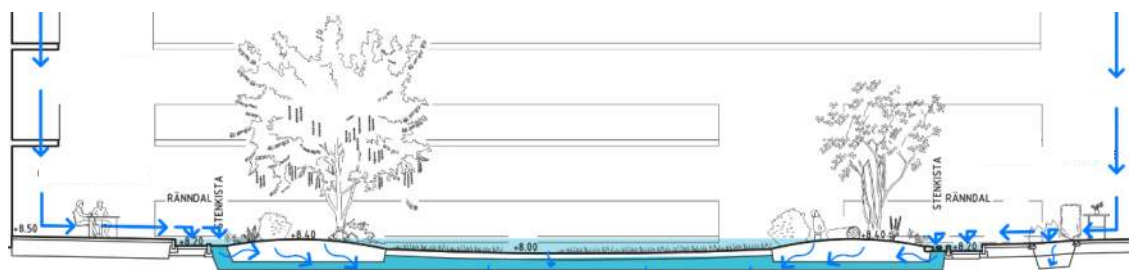 RÄNNDAL
STENKISTA
STENKISTA
RÄNNDAL
+8.50
+8.20
+8.40
+8.00
+8.40
+8.20